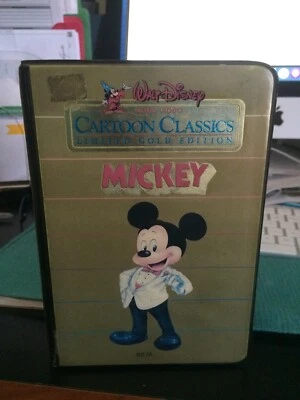 WALT DISNEY
CARTOON CLASSICS
LIMITED GOLD EDITION
MICKEY